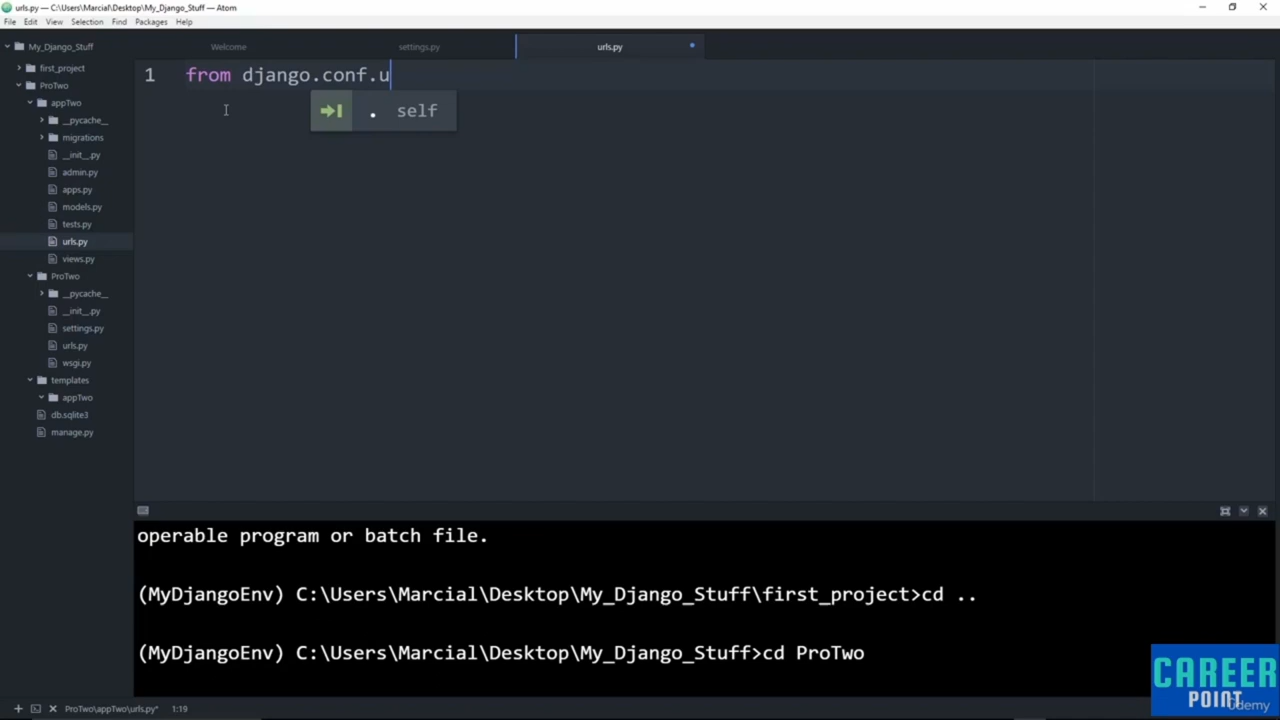 urls.py — C:\Users\Marcial\Desktop\My_Django_Stuff — Atom
File Edit View Selection Find Packages Help
My_Django_Stuff
first_project
ProTwo
appTwo
__pycache__
migrations
__init__.py
admin.py
apps.py
models.py
tests.py
urls.py
views.py
ProTwo
__pycache__
__init__.py
settings.py
urls.py
wsgi.py
templates
appTwo
db.sqlite3
manage.py
Welcome settings.py urls.py
1 from django.conf.u
. self
operable program or batch file.
(MyDjangoEnv) C:\Users\Marcial\Desktop\My_Django_Stuff\first_project>cd ..
(MyDjangoEnv) C:\Users\Marcial\Desktop\My_Django_Stuff>cd ProTwo
ProTwo\appTwo\urls.py* 1:19
CAREER
POINT
Udemy